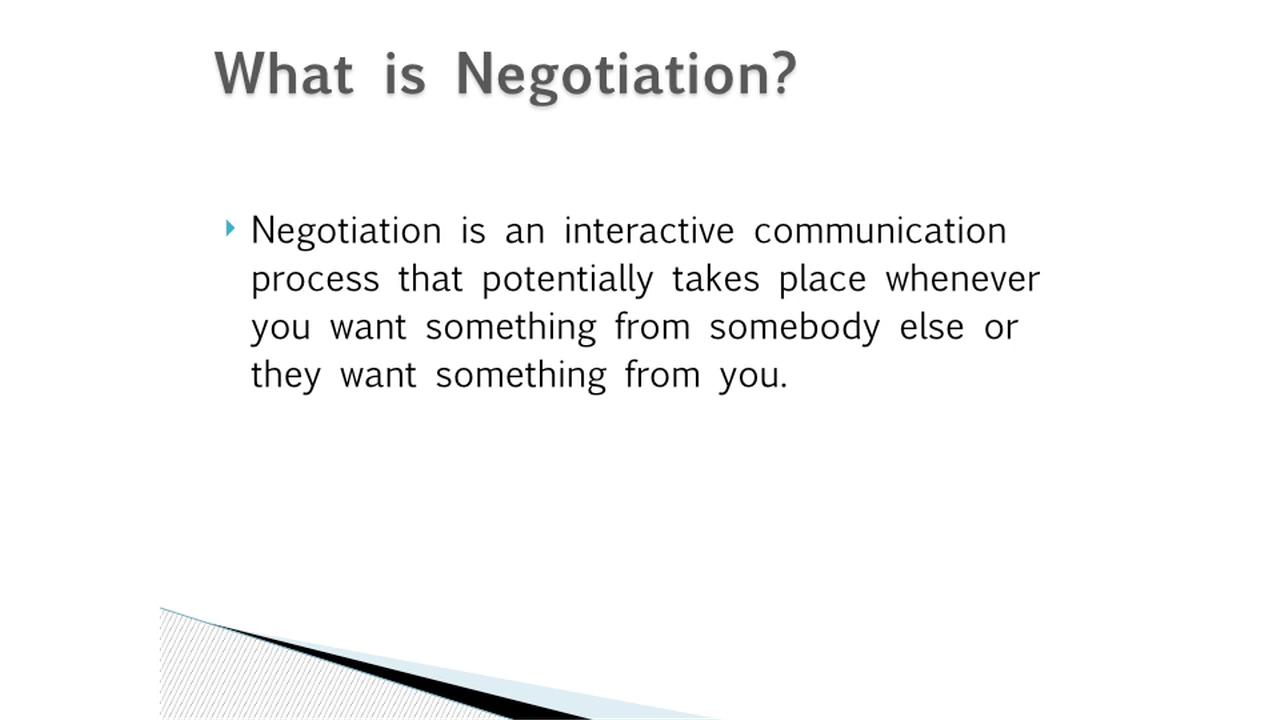 What is Negotiation?
Negotiation is an interactive communication
process that potentially takes place whenever
you want something from somebody else or
they want something from you.